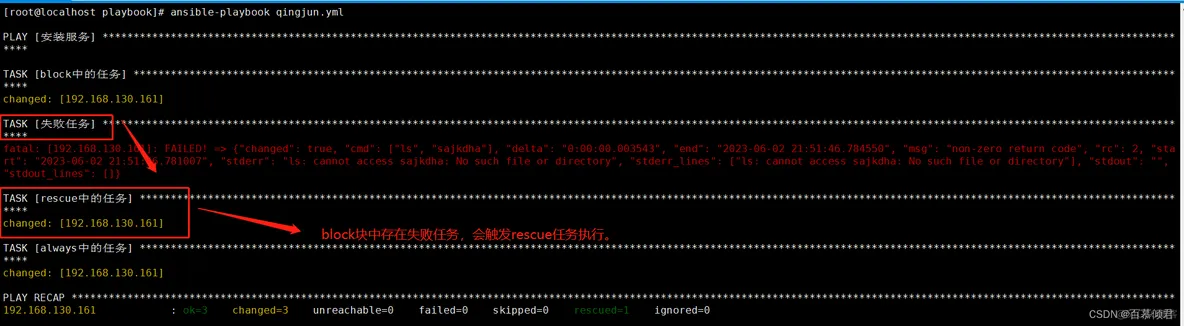 [root@localhost playbook]# ansible-playbook qingjun.yml
PLAY [安装服务] *****************************************************************************************************************************************************************************
****
TASK [block中的任务] ************************************************************************************************************************************************************************
****
changed: [192.168.130.161]
TASK [失败任务] *****************************************************************************************************************************************************************************
****
fatal: [192.168.130.161]: FAILED! => {"changed": true, "cmd": ["ls", "sajkdha"], "delta": "0:00:00.003543", "end": "2023-06-02 21:51:46.784550", "msg": "non-zero return code", "rc": 2, "sta
rt": "2023-06-02 21:51:46.781007", "stderr": "ls: cannot access sajkdha: No such file or directory", "stderr_lines": ["ls: cannot access sajkdha: No such file or directory"], "stdout": "",
"stdout_lines": []}
TASK [rescue中的任务] ***********************************************************************************************************************************************************************
****
changed: [192.168.130.161]
block块中存在失败任务，会触发rescue任务执行。
TASK [always中的任务] ***********************************************************************************************************************************************************************
****
changed: [192.168.130.161]
PLAY RECAP **********************************************************************************************************************************************************************************
192.168.130.161 : ok=3 changed=3 unreachable=0 failed=0 skipped=0 rescued=1 ignored=0
CSDN @百慕倾君